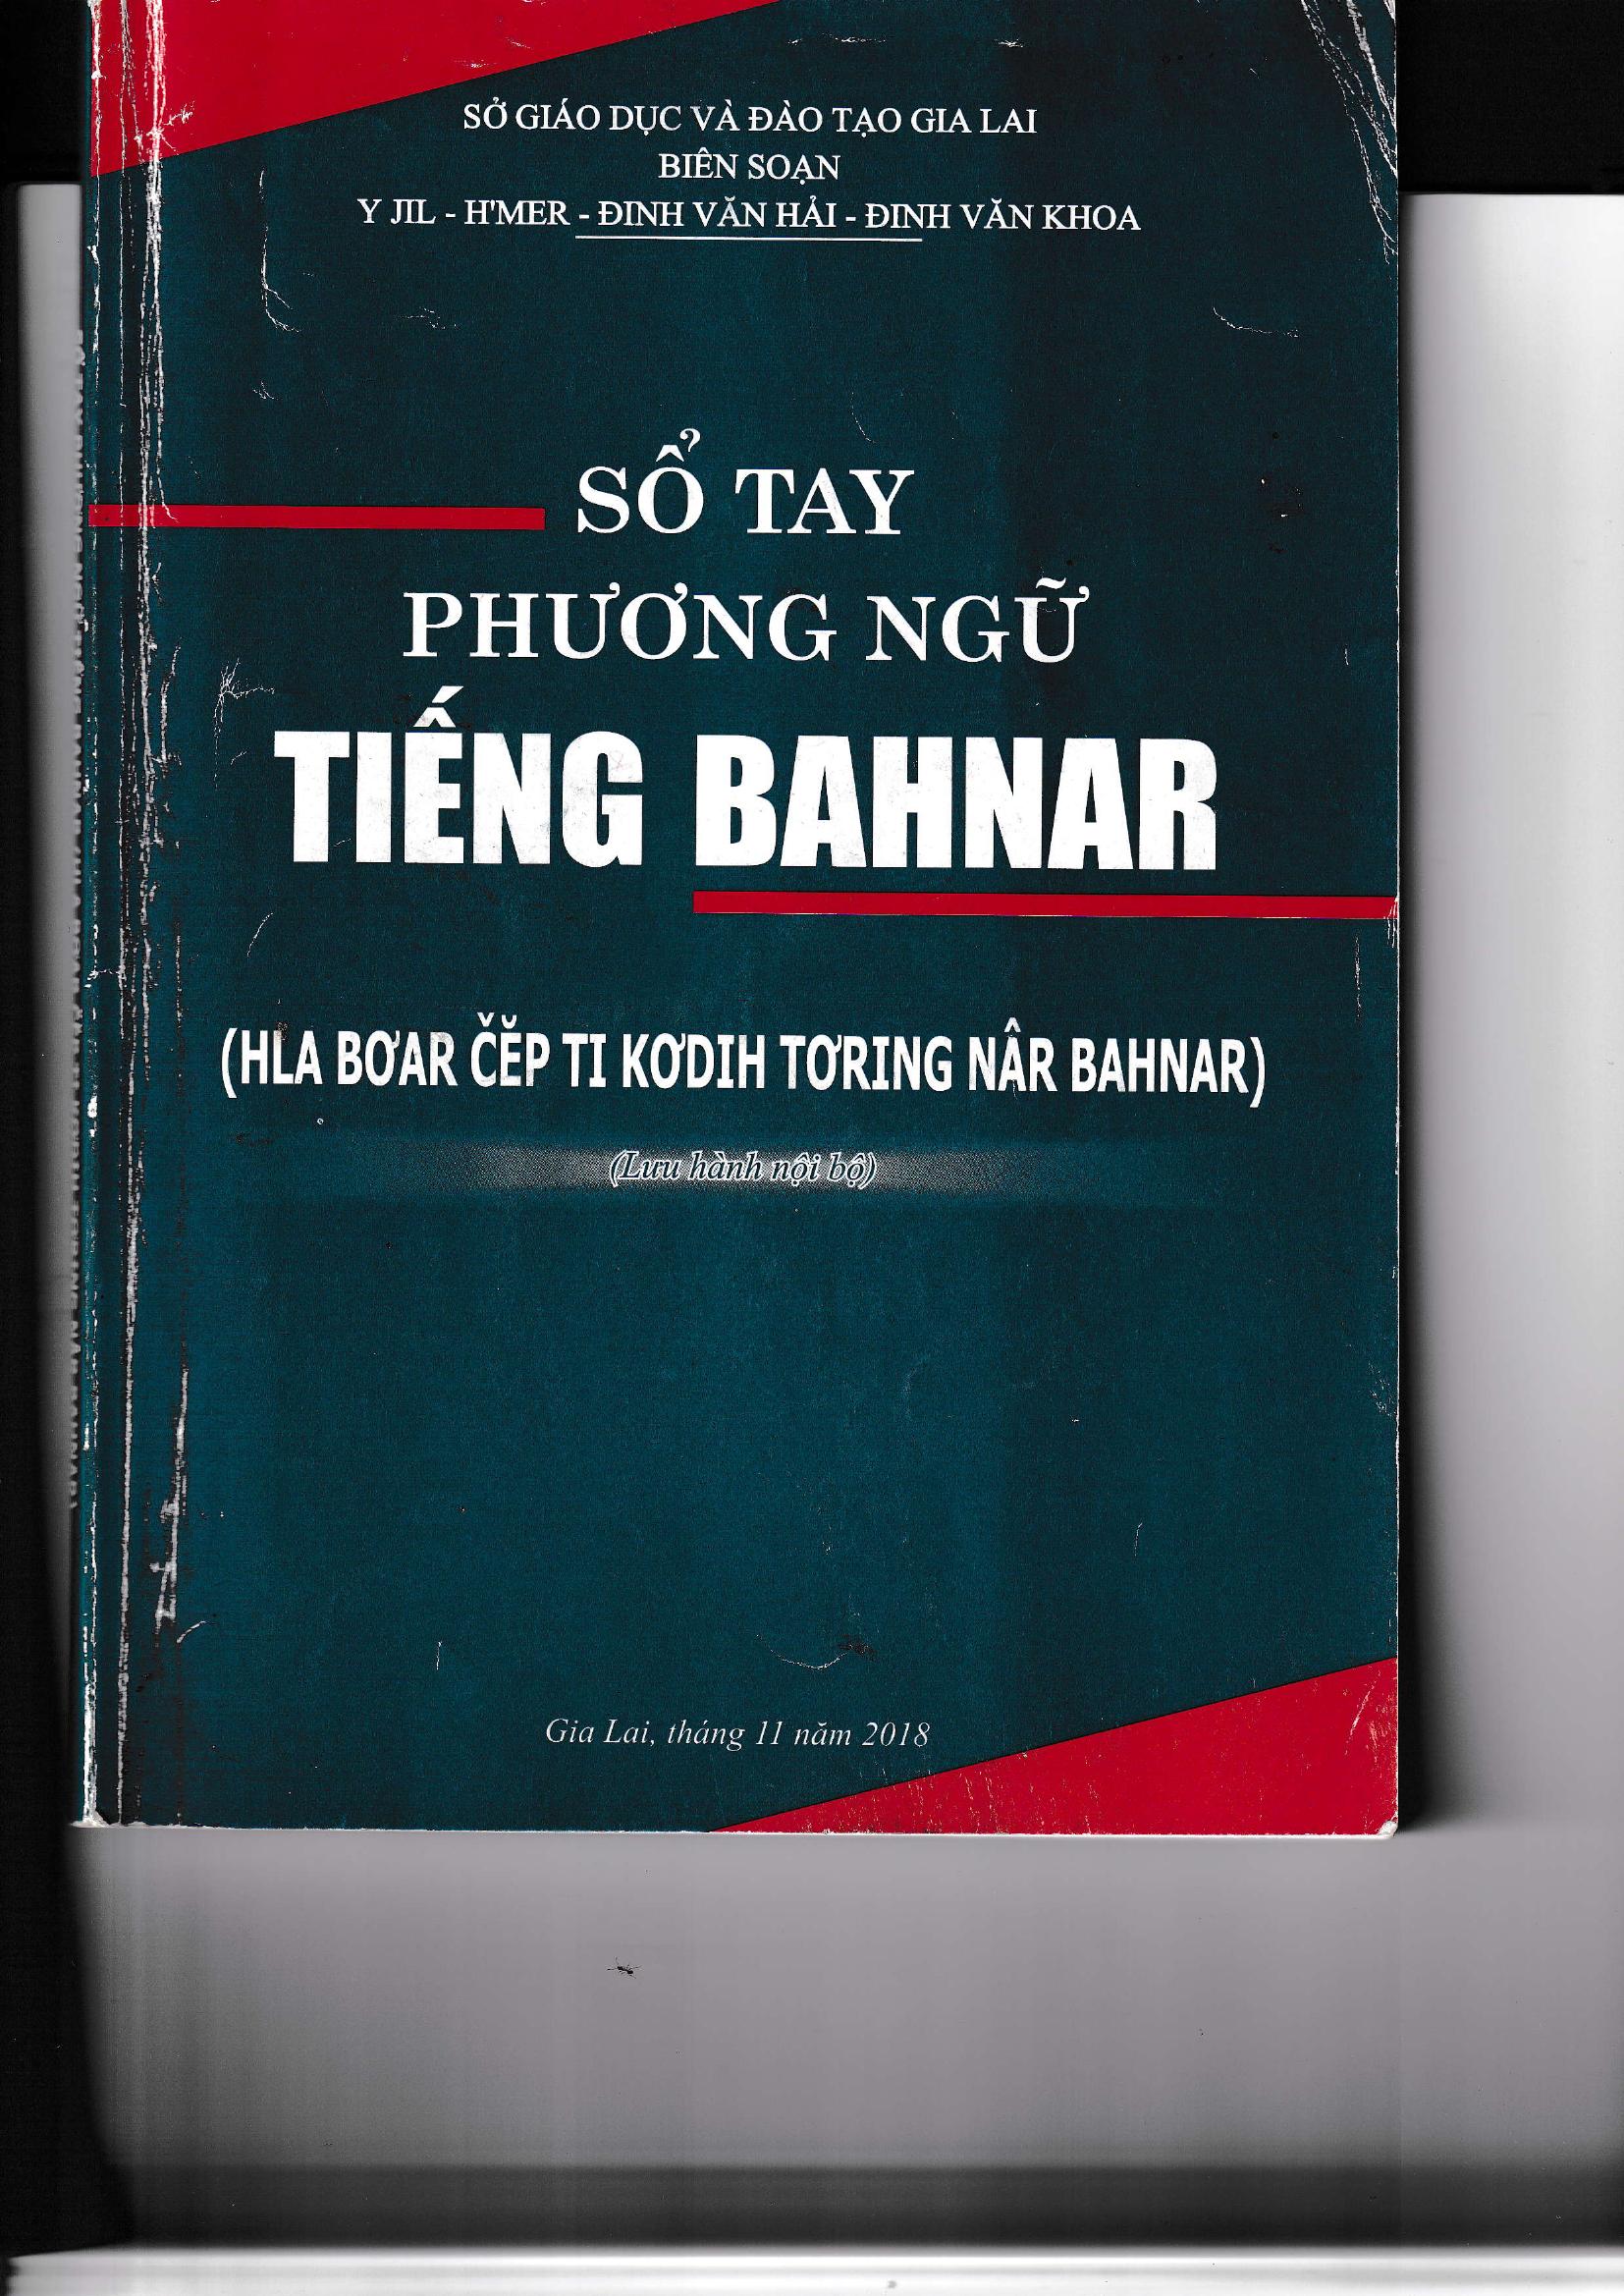 SỞ GIÁO DỤC VÀ ĐÀO TẠO GIA LAI
BIÊN SOẠN
Y JIL - H'MER - ĐINH VĂN HẢI - ĐINH VĂN KHOA
SỔ TAY
PHƯƠNG NGỮ
TIẾNG BAHNAR
(HLA BƠAR ČĔP TI KƠDIH TƠRING NÂR BAHNAR)
(Lưu hành nội bộ)
Gia Lai, tháng 11 năm 2018